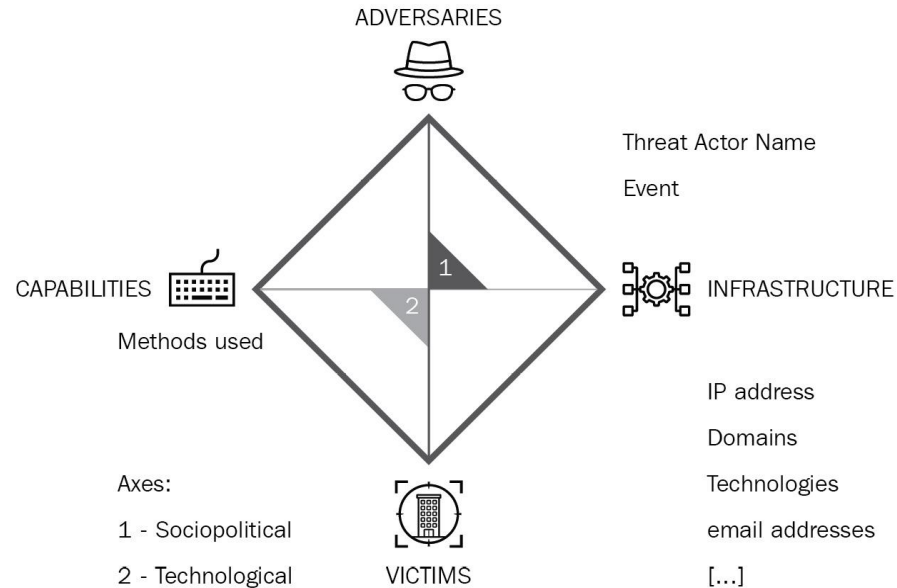 ADVERSARIES
Threat Actor Name
Event
1
CAPABILITIES
INFRASTRUCTURE
2
Methods used
IP address
Domains
Technologies
email addresses
[...]
Axes:
1 - Sociopolitical
2 - Technological
VICTIMS